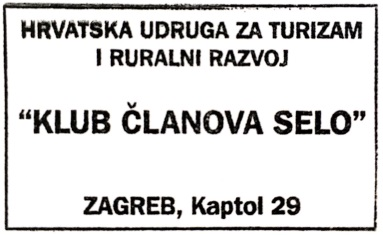 HRVATSKA UDRUGA ZA TURIZAM
I RURALNI RAZVOJ
“KLUB ČLANOVA SELO”
ZAGREB, Kaptol 29